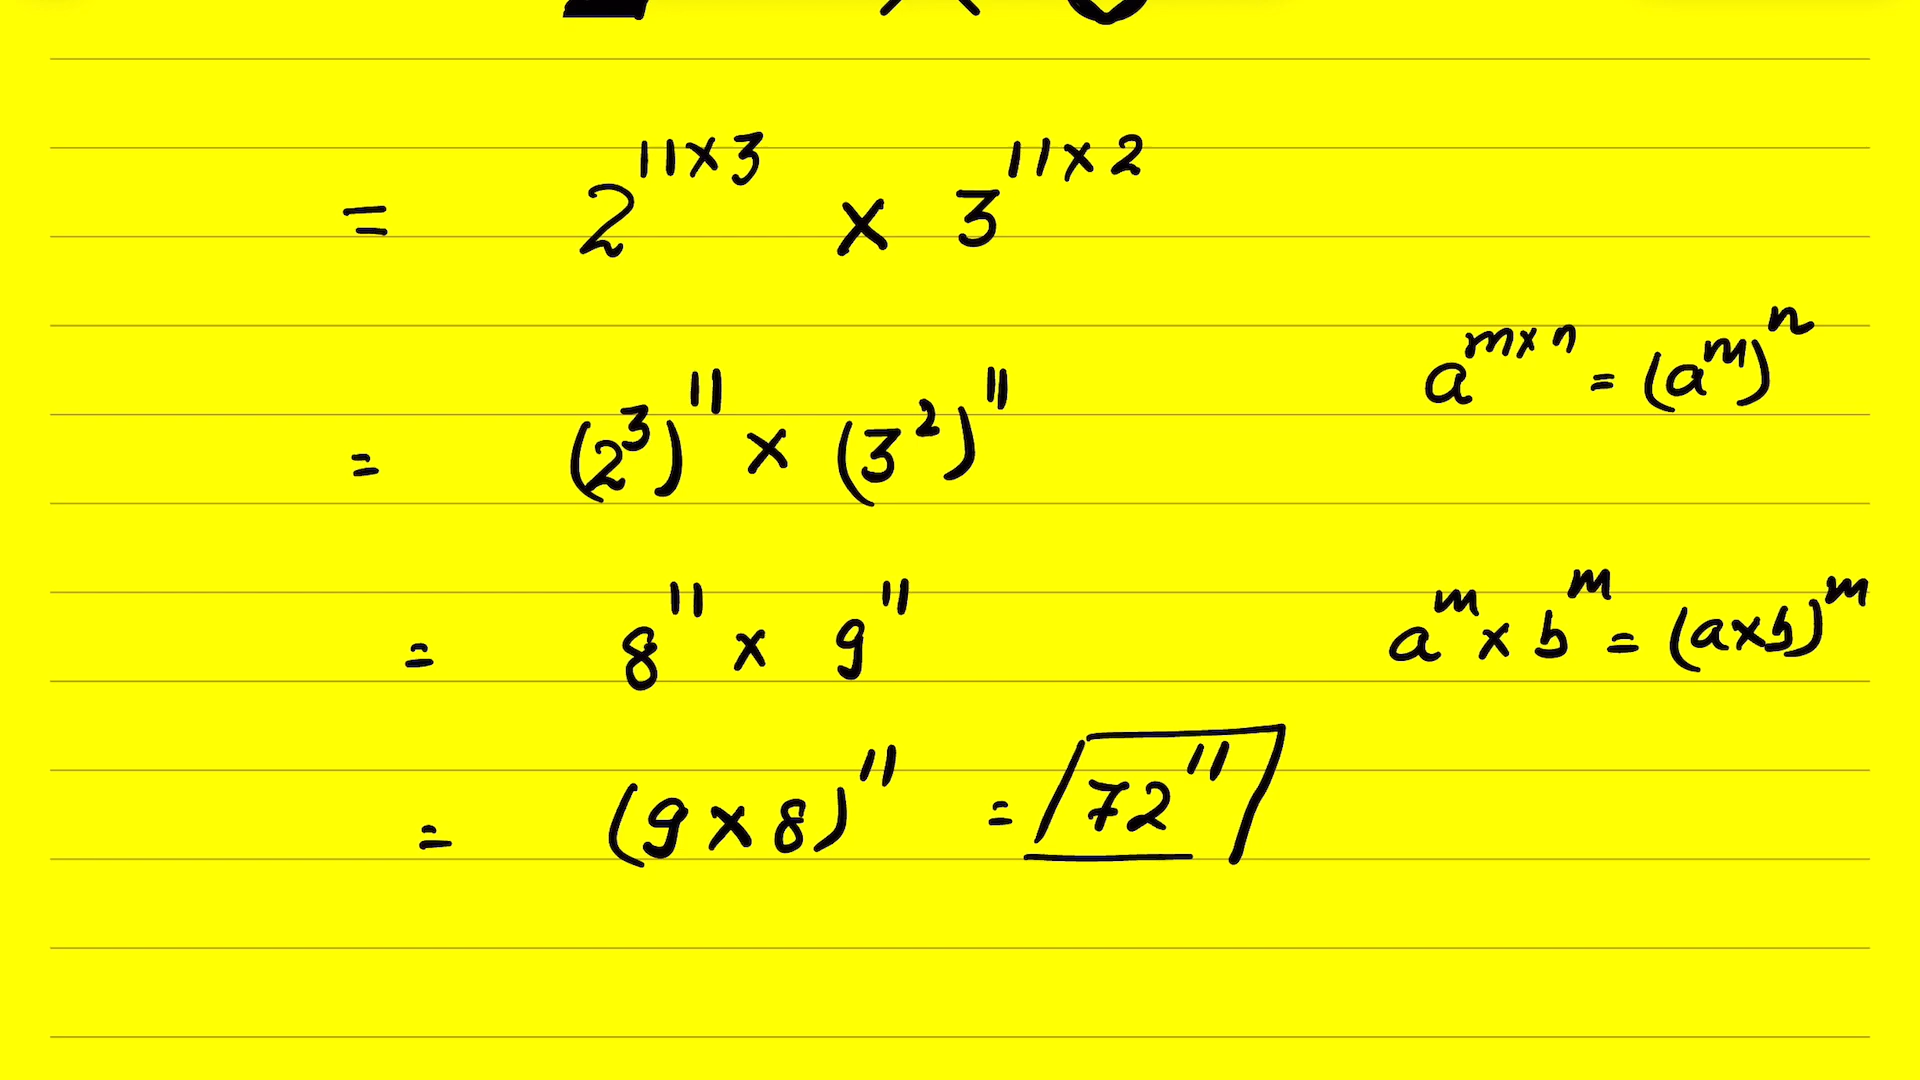 = 2^{11×3} × 3^{11×2}
a^{m×n} = (a^m)^n
= (2^3)^{11} × (3^2)^{11}
= 8^{11} × 9^{11}
a^m × b^m = (a×b)^m
= (9 × 8)^{11} = 72^{11}